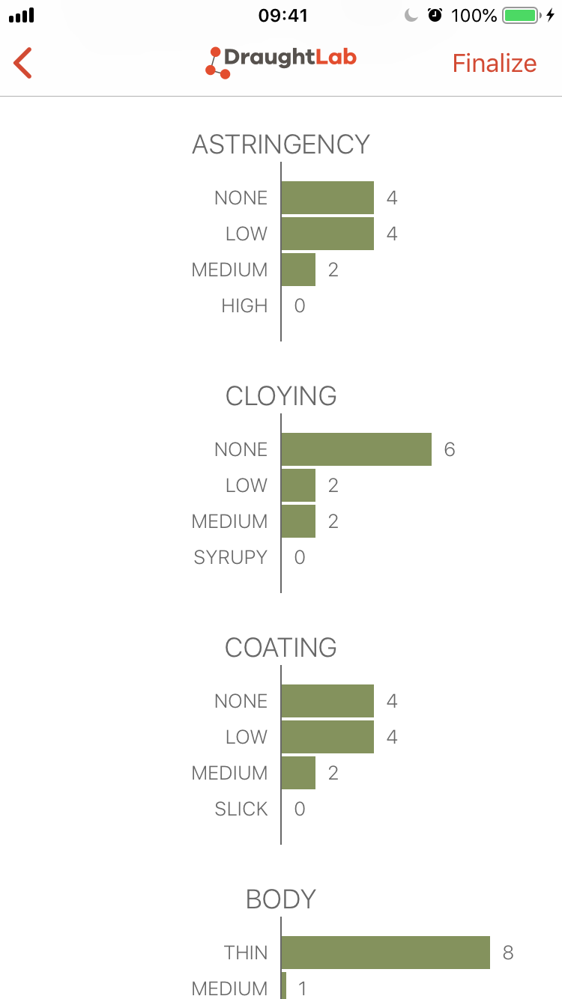 09:41 100%
DraughtLab Finalize
ASTRINGENCY
NONE 4
LOW 4
MEDIUM 2
HIGH 0
CLOYING
NONE 6
LOW 2
MEDIUM 2
SYRUPY 0
COATING
NONE 4
LOW 4
MEDIUM 2
SLICK 0
BODY
THIN 8
MEDIUM 1